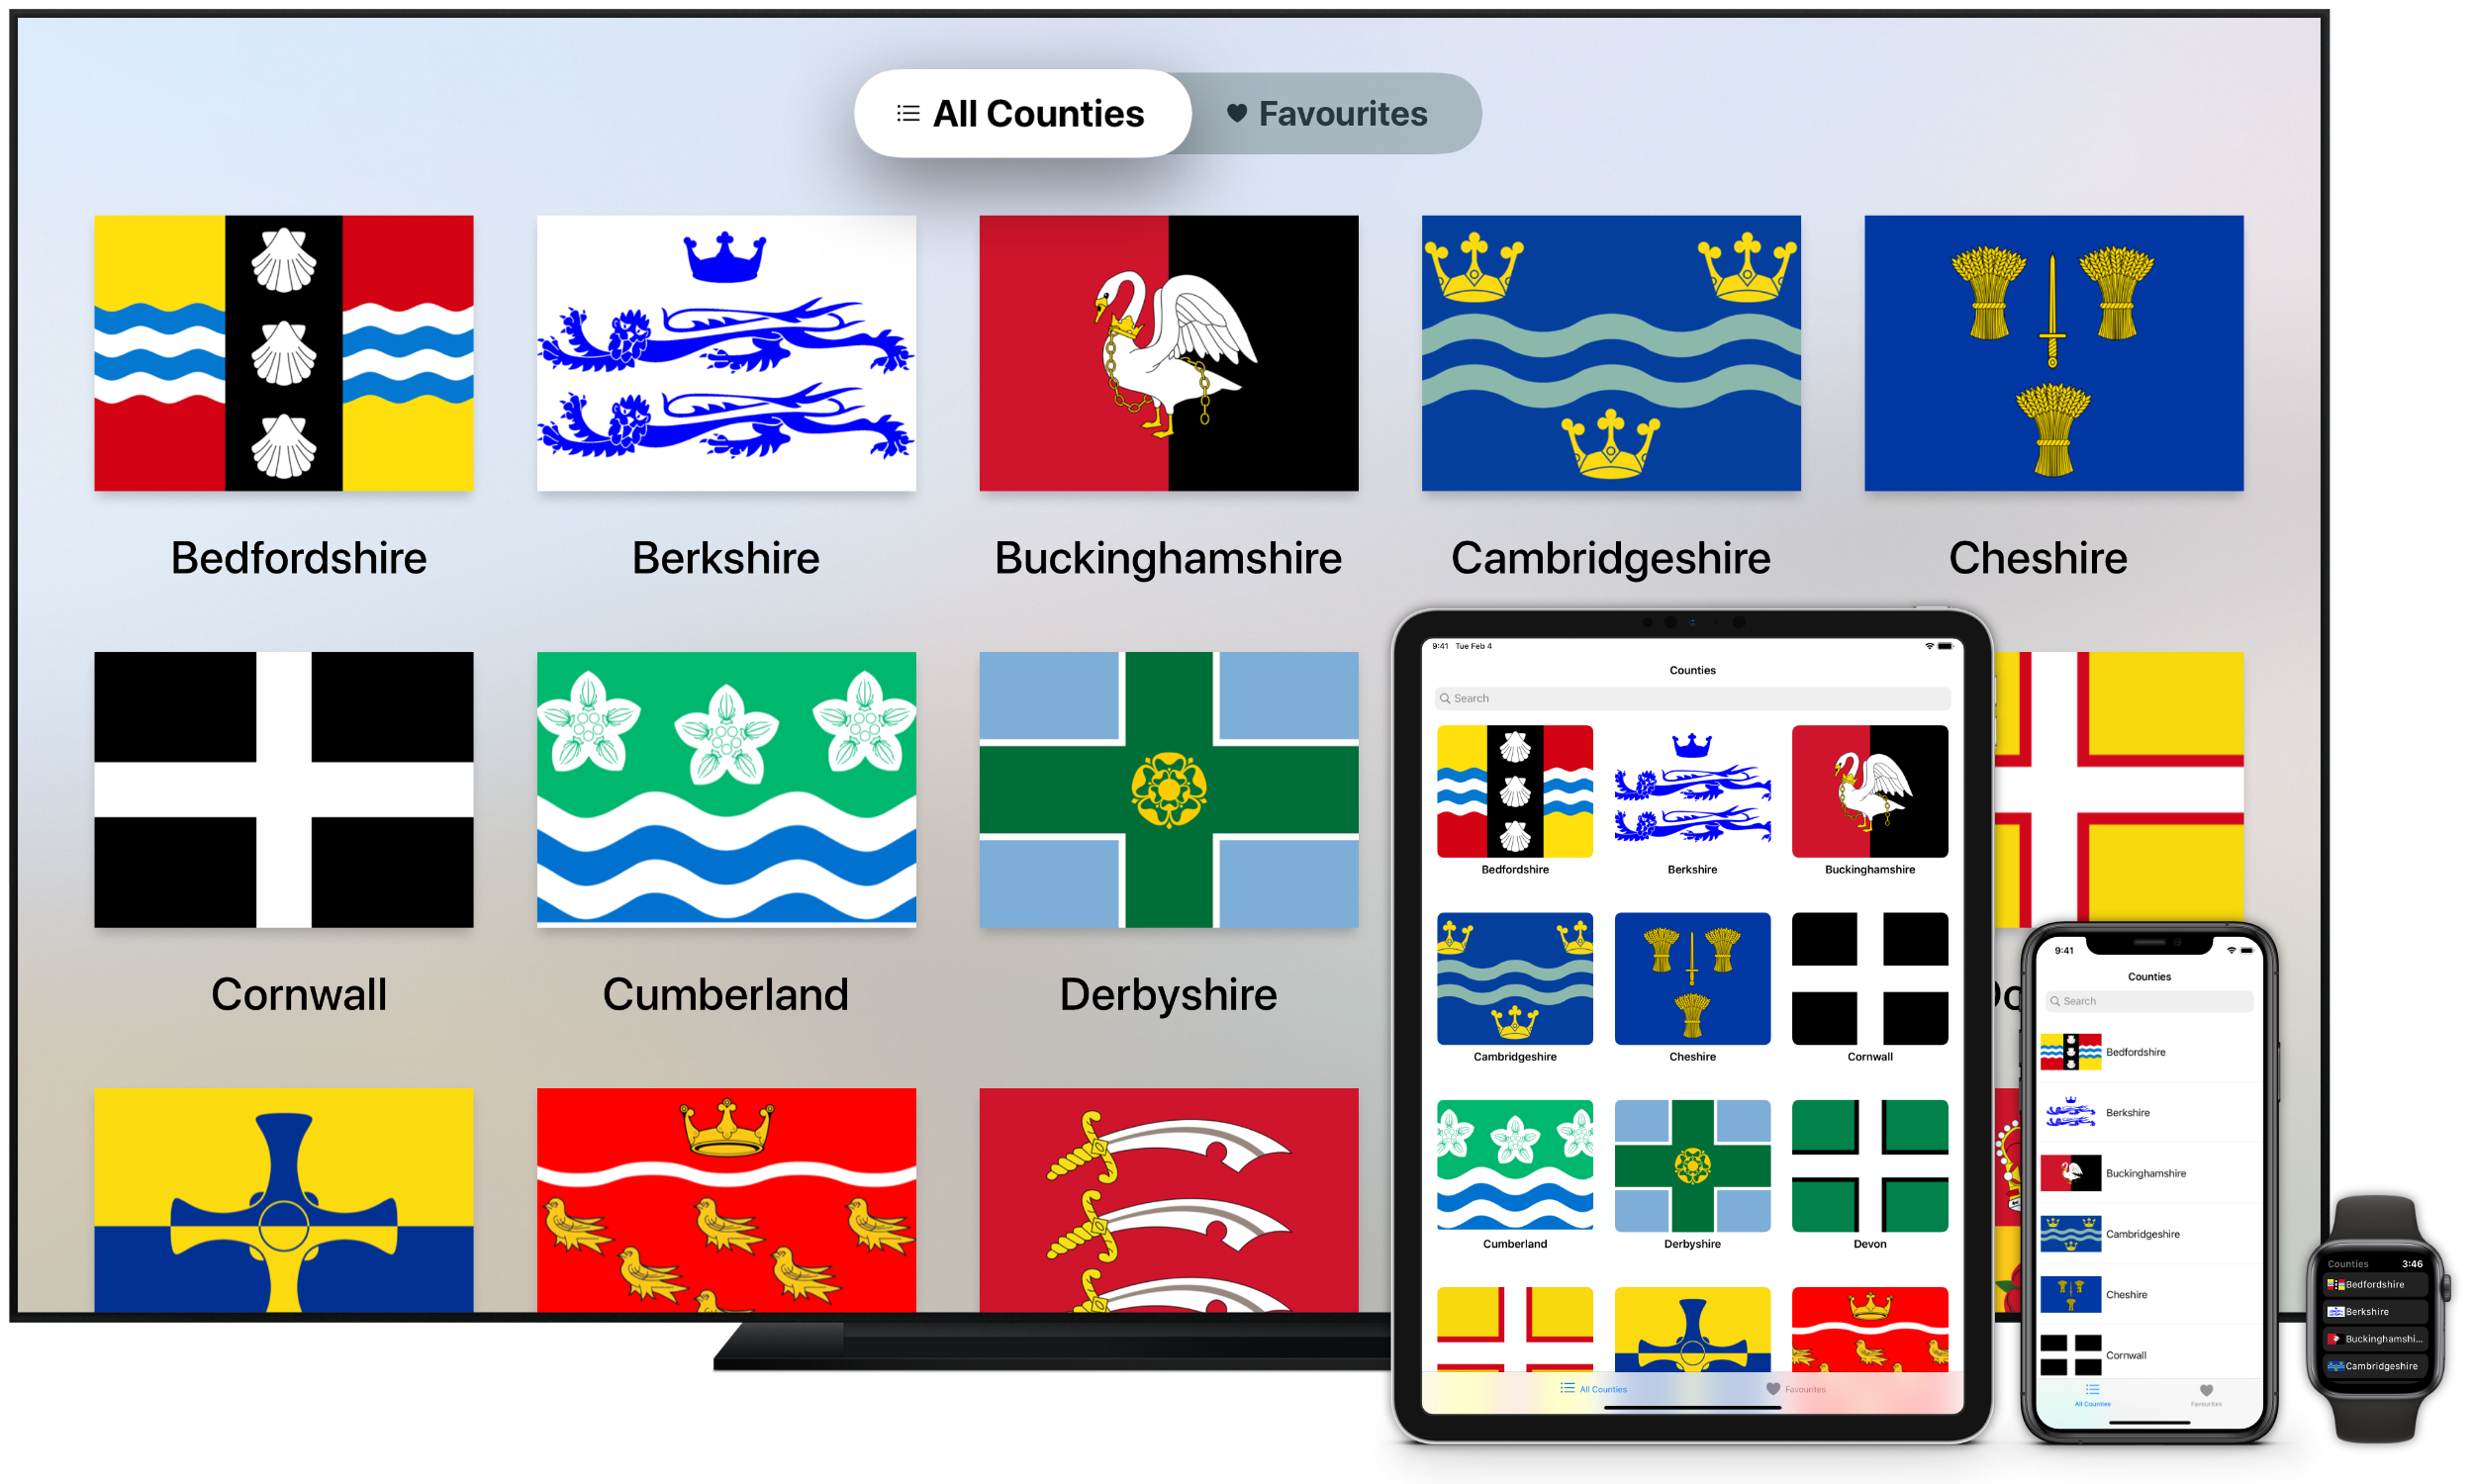 All Counties
Favourites
Bedfordshire
Berkshire
Buckinghamshire
Cambridgeshire
Cheshire
Cornwall
Cumberland
Derbyshire
Do
9:41 Tue Feb 4
Counties
Search
Bedfordshire
Berkshire
Buckinghamshire
Cambridgeshire
Cheshire
Cornwall
Cumberland
Derbyshire
Devon
All Counties
Favourites
9:41
Counties
Search
Bedfordshire
Berkshire
Buckinghamshire
Cambridgeshire
Cheshire
Cornwall
All Counties
Favourites
Counties 3:46
Bedfordshire
Berkshire
Buckinghamshi...
Cambridgeshire